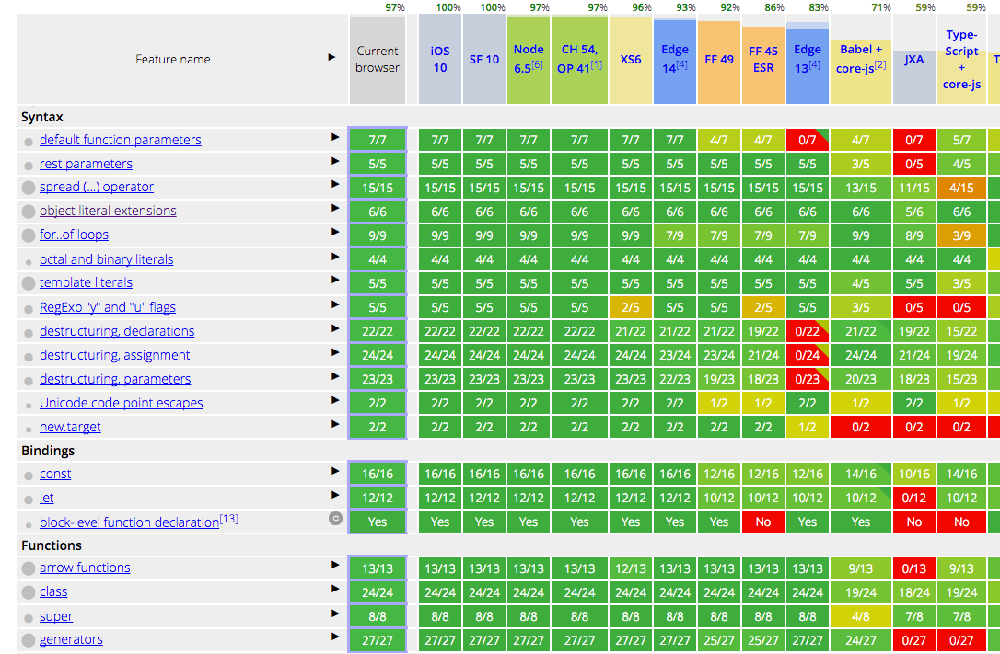 97% 100% 100% 97% 97% 96% 93% 92% 86% 83% 71% 59% 59%
Feature name ► Current browser iOS 10 SF 10 Node 6.5[6] CH 54, OP 41[1] XS6 Edge 14[4] FF 49 FF 45 ESR Edge 13[4] Babel + core-js[2] JXA Type-Script + core-js
Syntax
default function parameters ► 7/7 7/7 7/7 7/7 7/7 7/7 7/7 4/7 4/7 0/7 4/7 0/7 5/7
rest parameters ► 5/5 5/5 5/5 5/5 5/5 5/5 5/5 5/5 5/5 5/5 3/5 0/5 4/5
spread (...) operator ► 15/15 15/15 15/15 15/15 15/15 15/15 15/15 15/15 15/15 15/15 13/15 11/15 4/15
object literal extensions ► 6/6 6/6 6/6 6/6 6/6 6/6 6/6 6/6 6/6 6/6 6/6 5/6 6/6
for..of loops ► 9/9 9/9 9/9 9/9 9/9 9/9 7/9 7/9 7/9 7/9 9/9 8/9 3/9
octal and binary literals ► 4/4 4/4 4/4 4/4 4/4 4/4 4/4 4/4 4/4 4/4 4/4 4/4 4/4
template literals ► 5/5 5/5 5/5 5/5 5/5 5/5 5/5 5/5 5/5 5/5 4/5 5/5 3/5
RegExp "y" and "u" flags ► 5/5 5/5 5/5 5/5 5/5 2/5 5/5 5/5 2/5 5/5 3/5 0/5 0/5
destructuring, declarations ► 22/22 22/22 22/22 22/22 22/22 21/22 21/22 21/22 19/22 0/22 21/22 19/22 15/22
destructuring, assignment ► 24/24 24/24 24/24 24/24 24/24 24/24 23/24 23/24 21/24 0/24 24/24 21/24 19/24
destructuring, parameters ► 23/23 23/23 23/23 23/23 23/23 23/23 22/23 19/23 18/23 0/23 20/23 18/23 15/23
Unicode code point escapes ► 2/2 2/2 2/2 2/2 2/2 2/2 2/2 1/2 1/2 2/2 1/2 2/2 1/2
new.target ► 2/2 2/2 2/2 2/2 2/2 2/2 2/2 2/2 2/2 1/2 0/2 0/2 0/2
Bindings
const ► 16/16 16/16 16/16 16/16 16/16 16/16 16/16 12/16 12/16 12/16 14/16 10/16 14/16
let ► 12/12 12/12 12/12 12/12 12/12 12/12 12/12 10/12 10/12 10/12 10/12 0/12 10/12
block-level function declaration[13] C Yes Yes Yes Yes Yes Yes Yes Yes No Yes Yes No No
Functions
arrow functions ► 13/13 13/13 13/13 13/13 13/13 12/13 13/13 13/13 13/13 13/13 9/13 0/13 9/13
class ► 24/24 24/24 24/24 24/24 24/24 24/24 24/24 24/24 24/24 24/24 19/24 18/24 19/24
super ► 8/8 8/8 8/8 8/8 8/8 8/8 8/8 8/8 8/8 8/8 4/8 7/8 7/8
generators ► 27/27 27/27 27/27 27/27 27/27 27/27 27/27 25/27 25/27 27/27 24/27 0/27 0/27